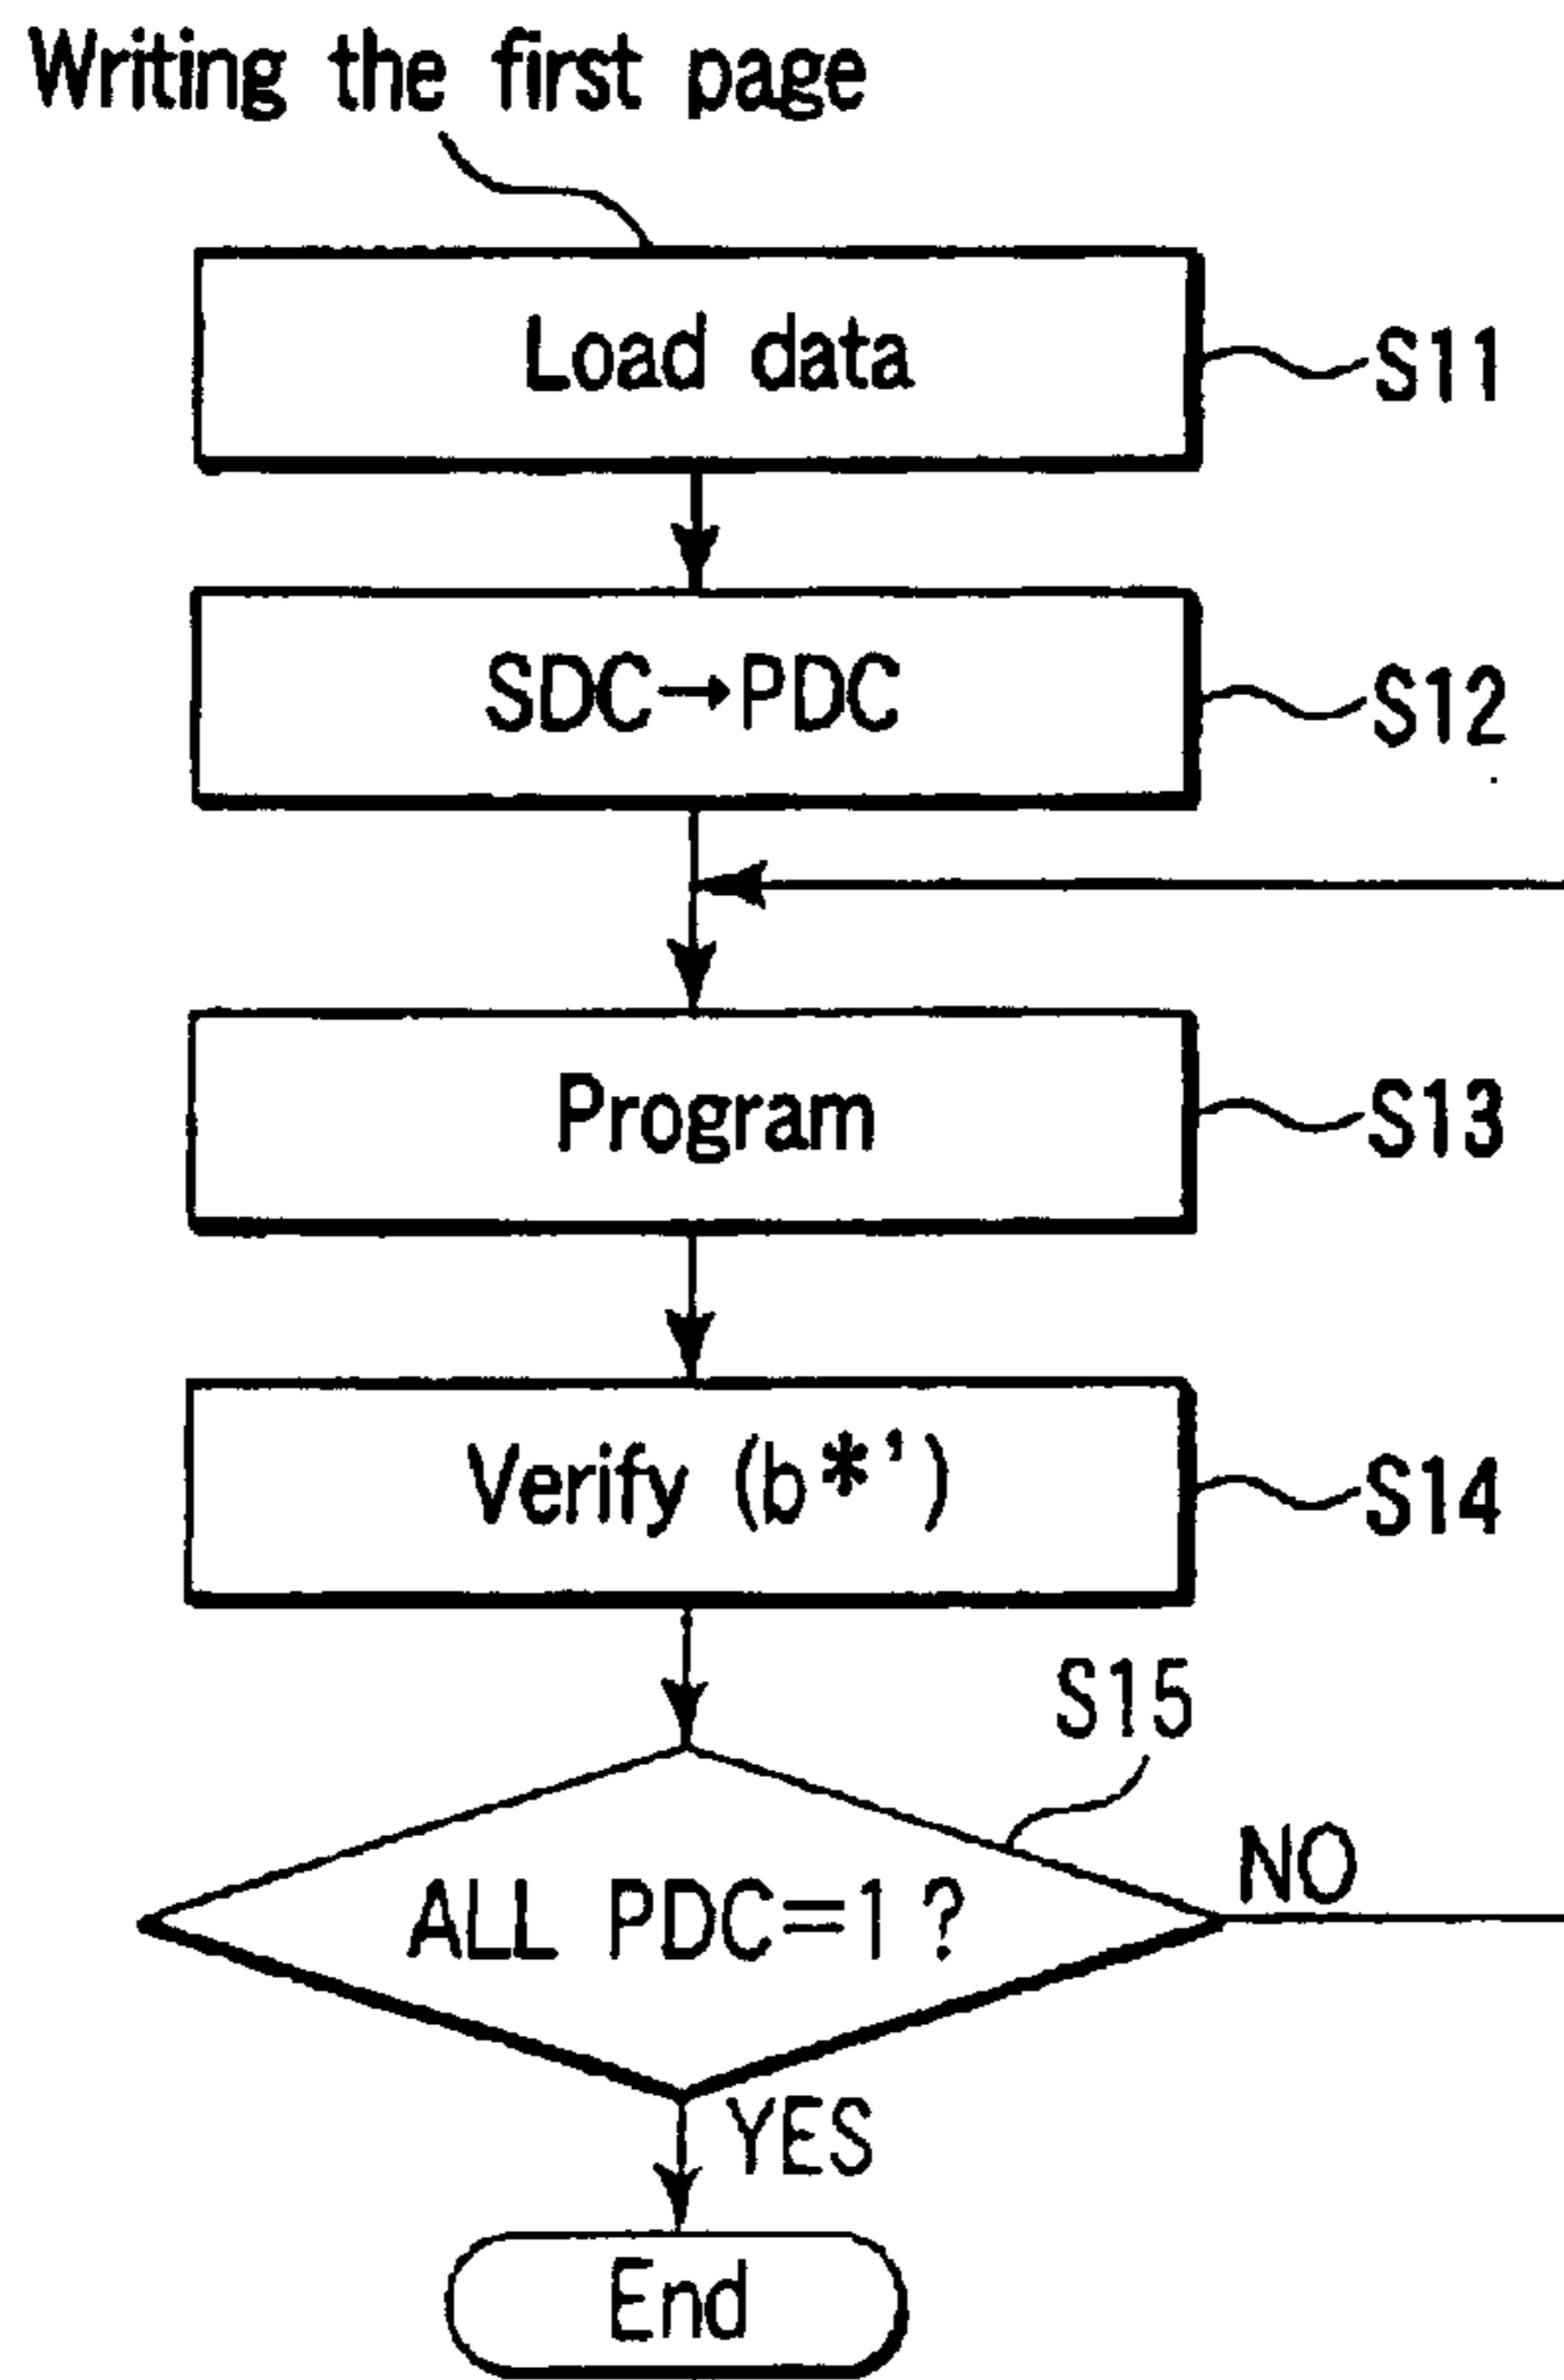 Writing the first page
Load data
S11
SDC→PDC
S12
Program
S13
Verify (b*')
S14
S15
ALL PDC=1 ?
NO
YES
End